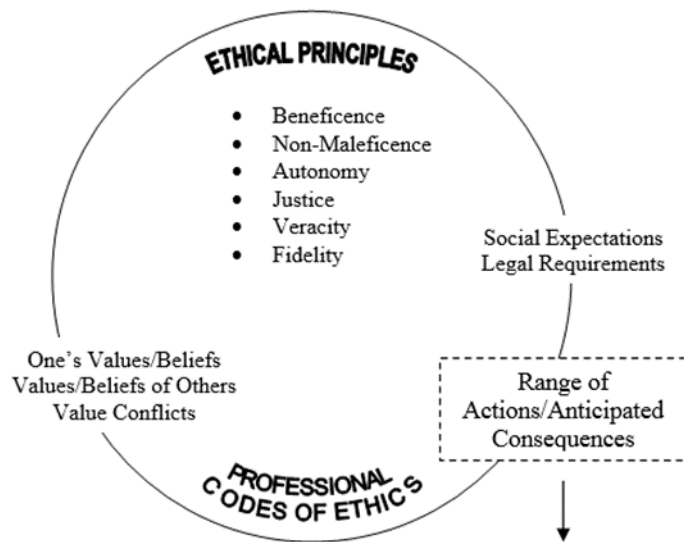 ETHICAL PRINCIPLES
• Beneficence
• Non-Maleficence
• Autonomy
• Justice
• Veracity
• Fidelity
Social Expectations
Legal Requirements
One’s Values/Beliefs
Values/Beliefs of Others
Value Conflicts
Range of
Actions/Anticipated
Consequences
PROFESSIONAL
CODES OF ETHICS